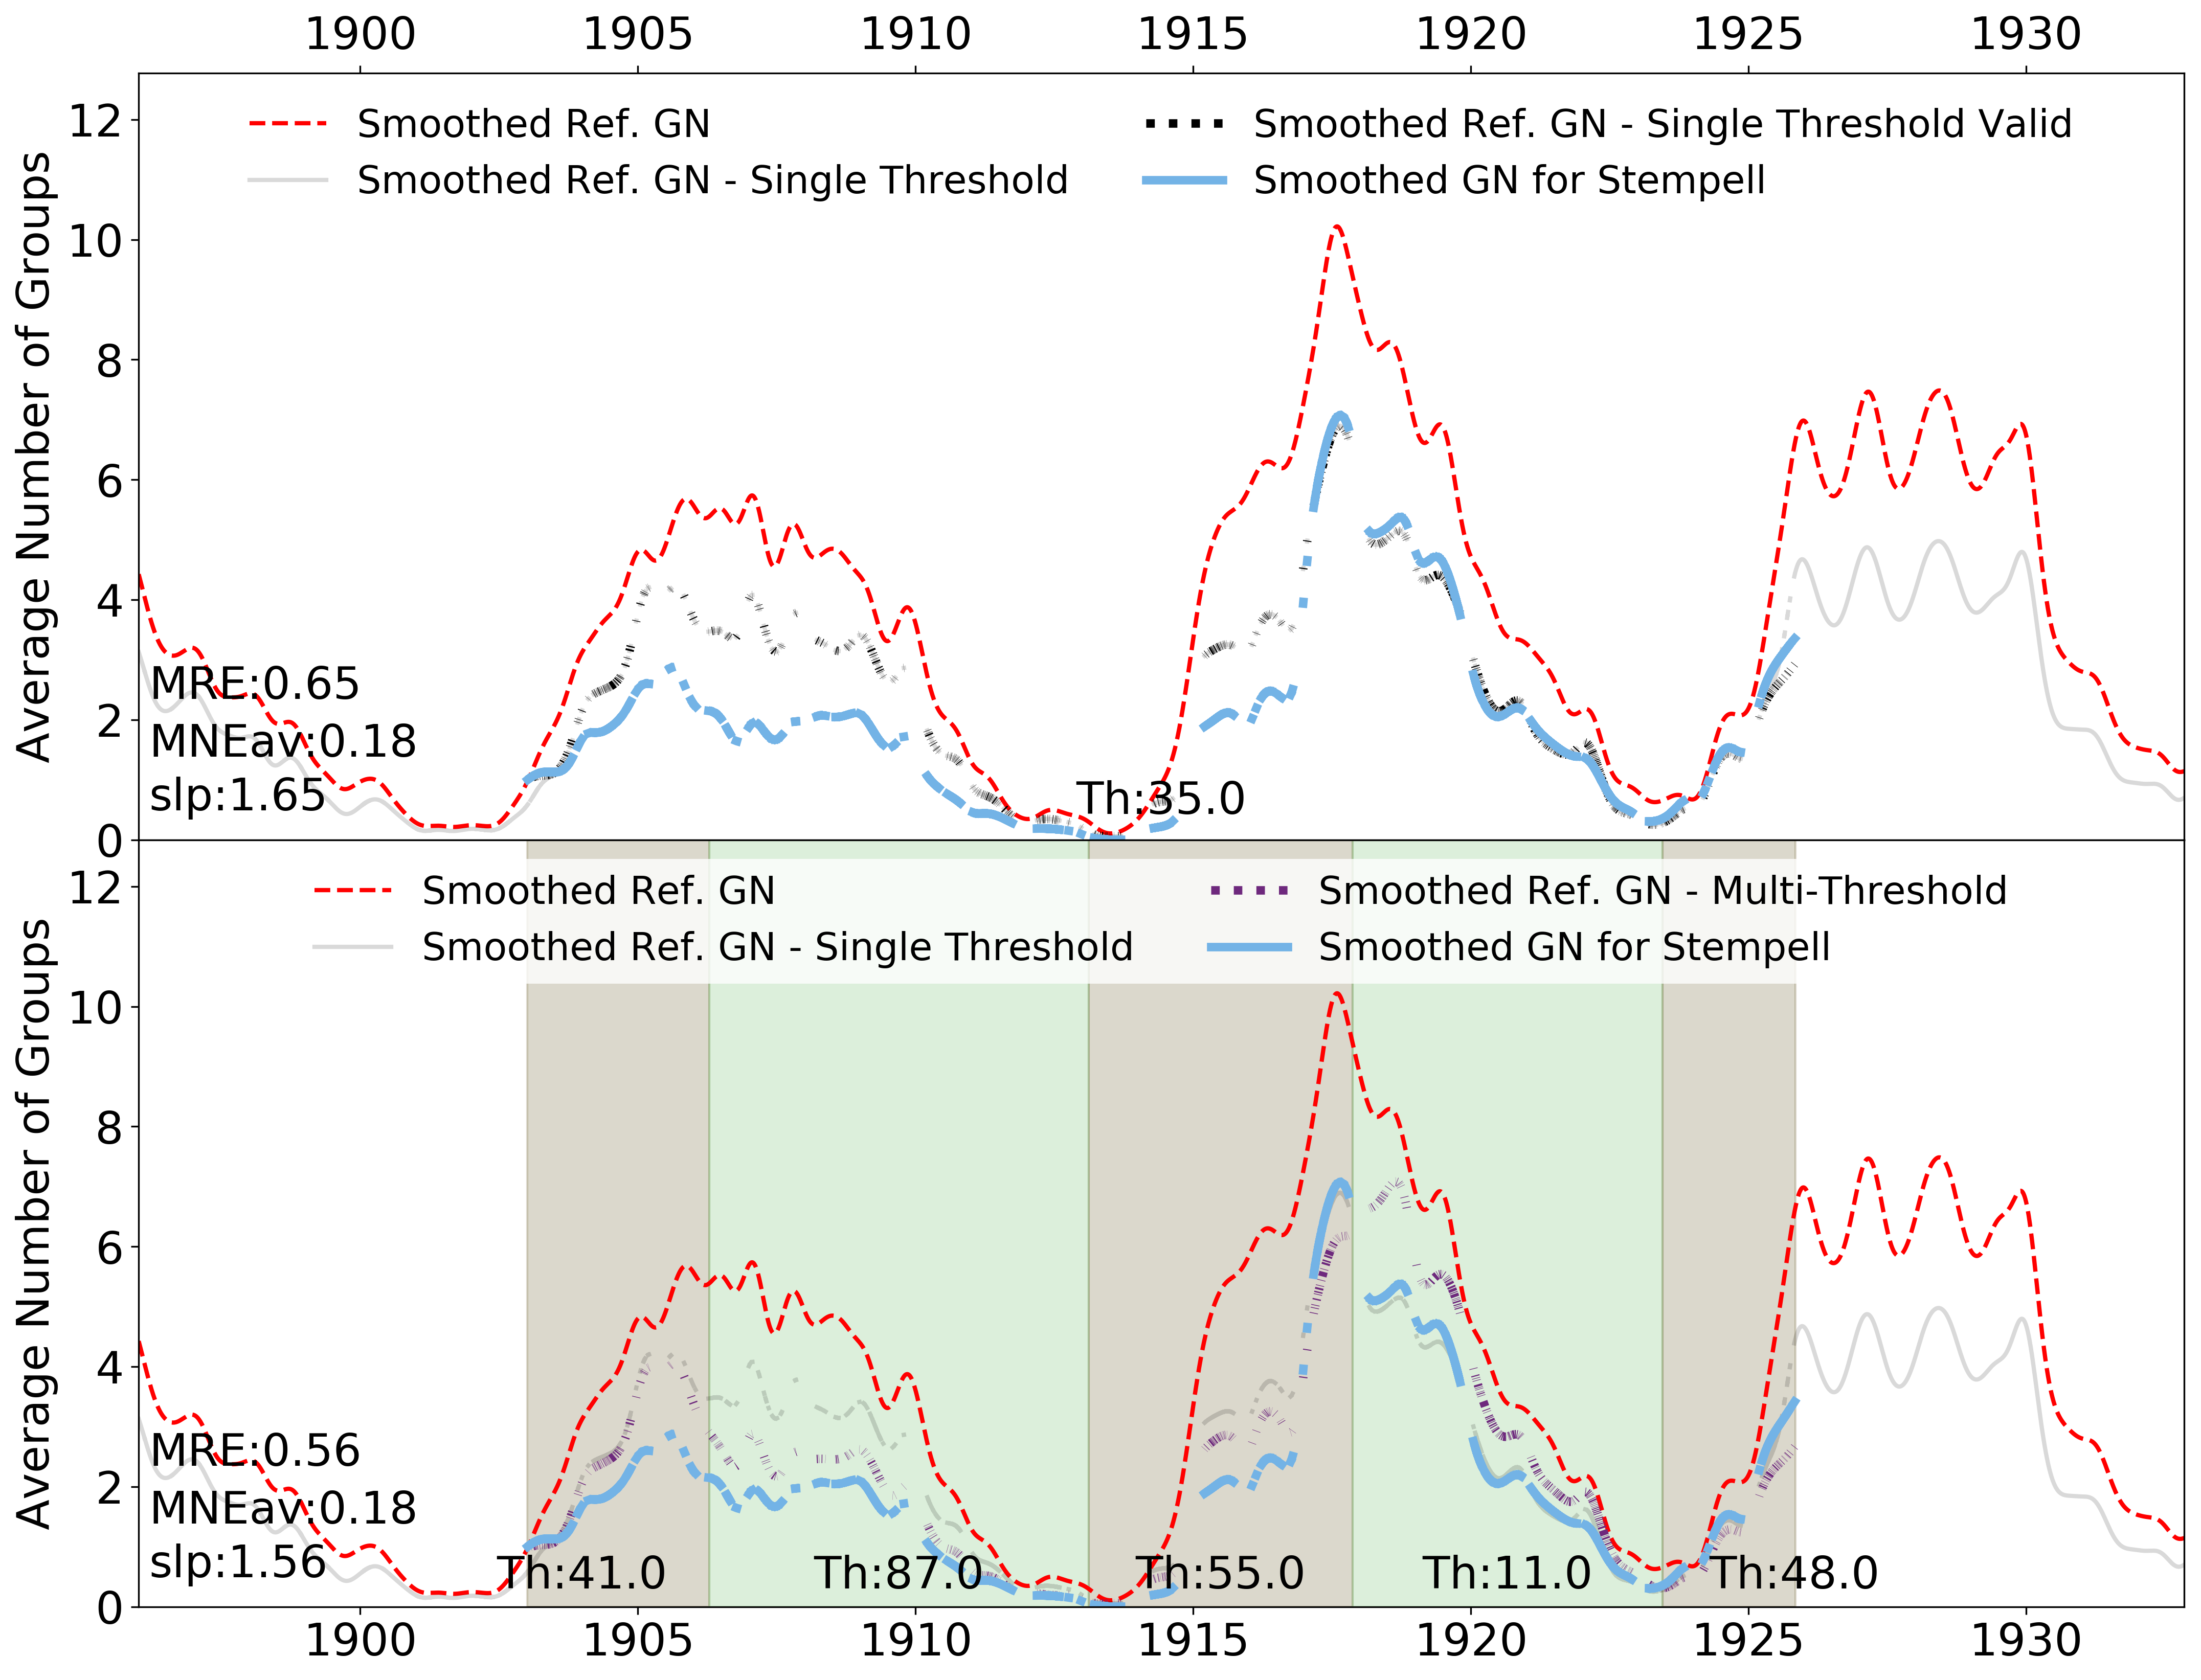 1900 1905 1910 1915 1920 1925 1930
Average Number of Groups
12
10
8
6
4
2
0
Smoothed Ref. GN
Smoothed Ref. GN - Single Threshold
Smoothed Ref. GN - Single Threshold Valid
Smoothed GN for Stempell
MRE:0.65
MNEav:0.18
slp:1.65
Th:35.0
Average Number of Groups
12
10
8
6
4
2
0
Smoothed Ref. GN
Smoothed Ref. GN - Single Threshold
Smoothed Ref. GN - Multi-Threshold
Smoothed GN for Stempell
MRE:0.56
MNEav:0.18
slp:1.56
Th:41.0 Th:87.0 Th:55.0 Th:11.0 Th:48.0
1900 1905 1910 1915 1920 1925 1930